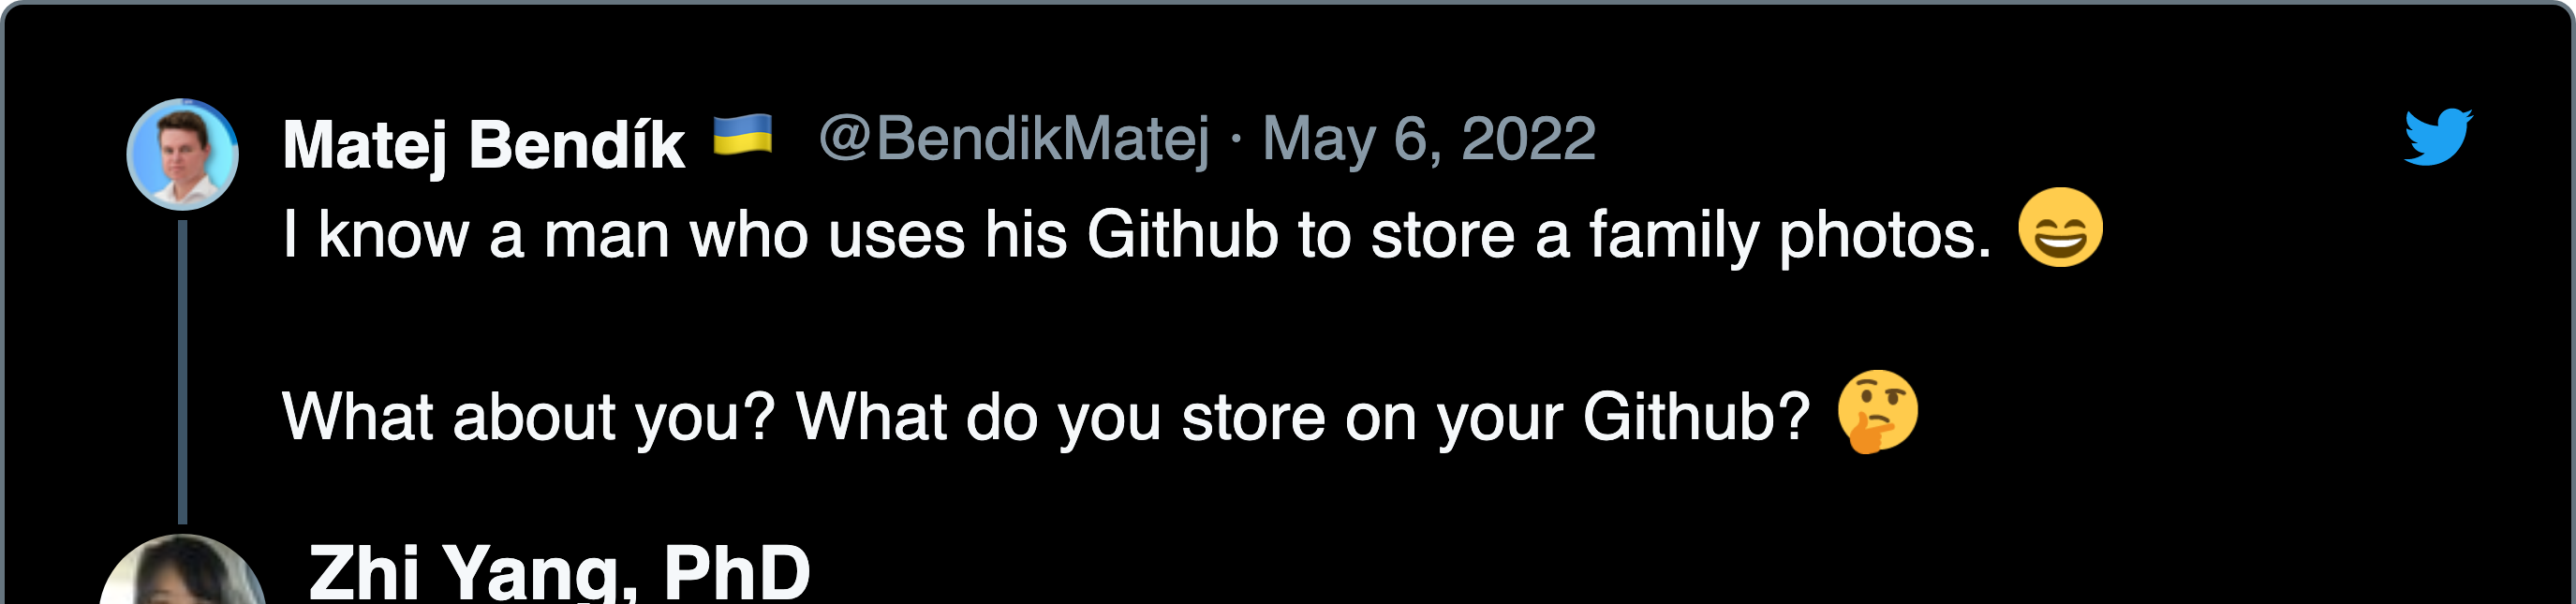 Matej Bendík 🇺🇦 @BendikMatej · May 6, 2022
I know a man who uses his Github to store a family photos. 😄
What about you? What do you store on your Github? 🤔
Zhi Yang, PhD